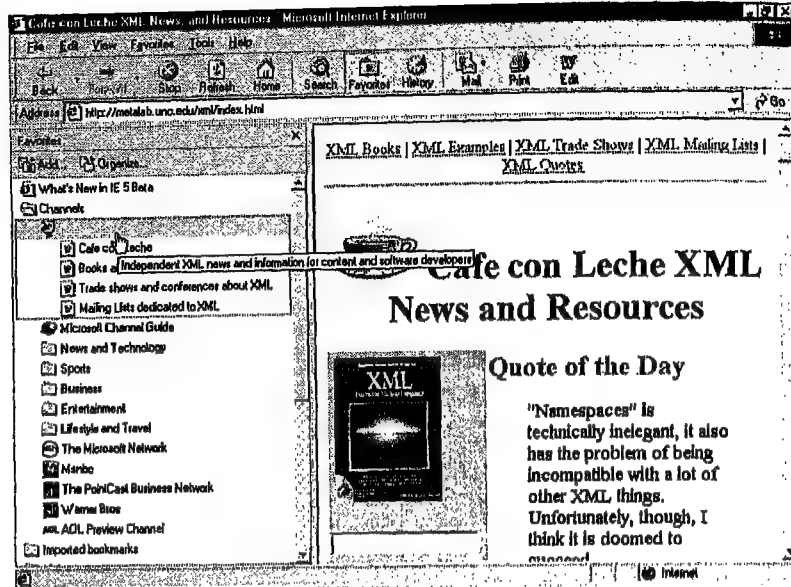 Cafe con Leche XML News, and Resources - Microsoft Internet Explorer
File Edit View Favorites Tools Help
Back Forward Stop Refresh Home Search Favorites History Mail Print Edit
Address http://metalab.unc.edu/xml/index.html Go
Favorites
Add... Organize...
What's New in IE 5 Beta
Channels
Cafe con Leche
Books a
Independent XML news and information for content and software developers
Trade shows and conferences about XML
Mailing Lists dedicated to XML
Microsoft Channel Guide
News and Technology
Sports
Business
Entertainment
Lifestyle and Travel
The Microsoft Network
MSNBC
The PointCast Business Network
Warner Bros
AOL AOL Preview Channel
Imported bookmarks
XML Books | XML Examples | XML Trade Shows | XML Mailing Lists |
XML Quotes
Cafe con Leche XML
News and Resources
XML
Quote of the Day
"Namespaces" is
technically inelegant, it also
has the problem of being
incompatible with a lot of
other XML things.
Unfortunately, though, I
think it is doomed to
succeed
Internet